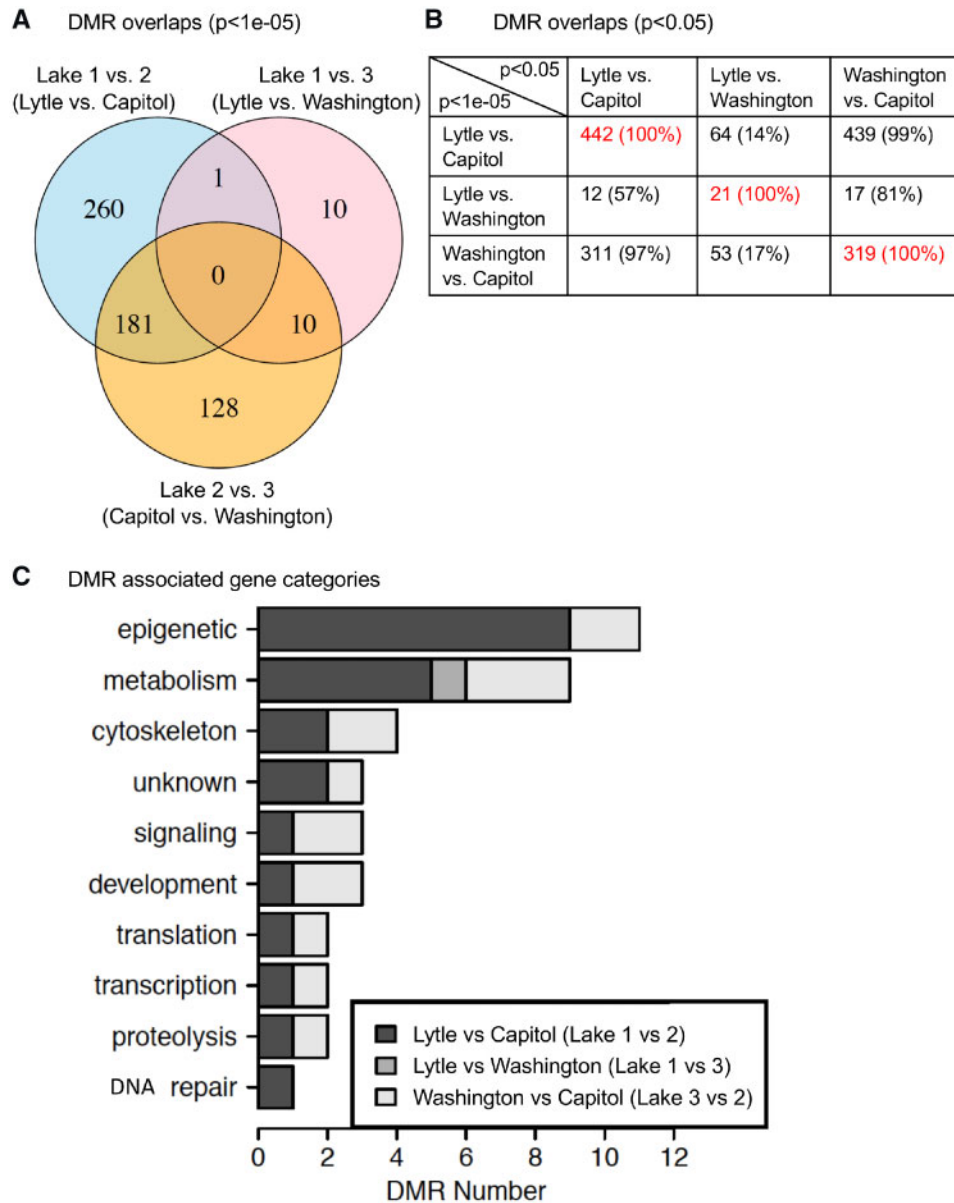 A DMR overlaps (p<1e-05)
Lake 1 vs. 2
(Lytle vs. Capitol)
Lake 1 vs. 3
(Lytle vs. Washington)
260
1
10
0
181
10
128
Lake 2 vs. 3
(Capitol vs. Washington)
B DMR overlaps (p<0.05)
p<0.05
p<1e-05
Lytle vs.
Capitol
Lytle vs.
Washington
Washington
vs. Capitol
Lytle vs.
Capitol
442 (100%) 64 (14%) 439 (99%)
Lytle vs.
Washington
12 (57%) 21 (100%) 17 (81%)
Washington
vs. Capitol
311 (97%) 53 (17%) 319 (100%)
C DMR associated gene categories
epigenetic
metabolism
cytoskeleton
unknown
signaling
development
translation
transcription
proteolysis
DNA repair
Lytle vs Capitol (Lake 1 vs 2)
Lytle vs Washington (Lake 1 vs 3)
Washington vs Capitol (Lake 3 vs 2)
0 2 4 6 8 10 12
DMR Number